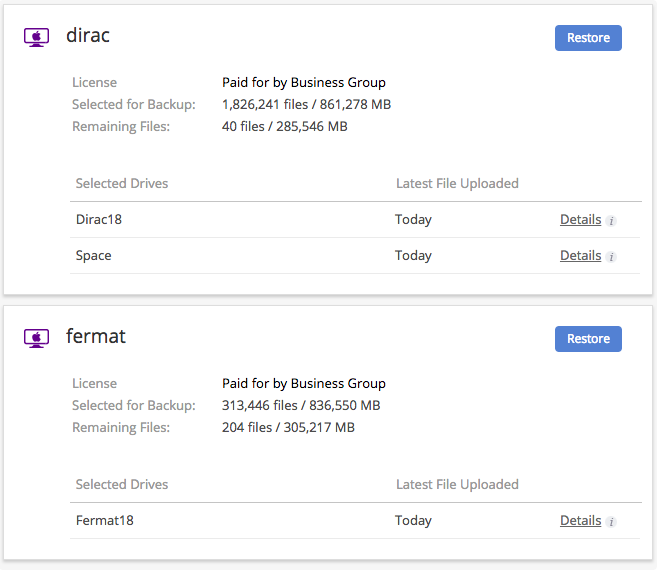 dirac Restore
License Paid for by Business Group
Selected for Backup: 1,826,241 files / 861,278 MB
Remaining Files: 40 files / 285,546 MB
Selected Drives Latest File Uploaded
Dirac18 Today Details i
Space Today Details i
fermat Restore
License Paid for by Business Group
Selected for Backup: 313,446 files / 836,550 MB
Remaining Files: 204 files / 305,217 MB
Selected Drives Latest File Uploaded
Fermat18 Today Details i